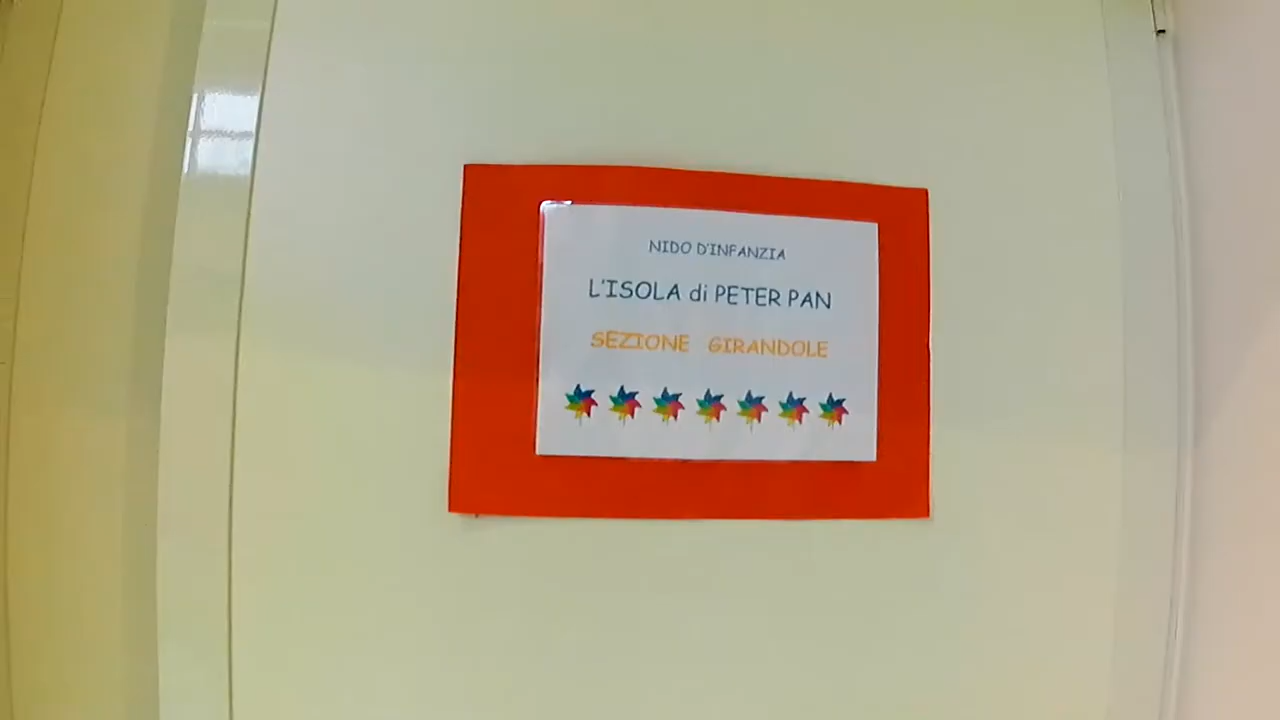 NIDO D'INFANZIA
L'ISOLA di PETER PAN
SEZIONE GIRANDOLE